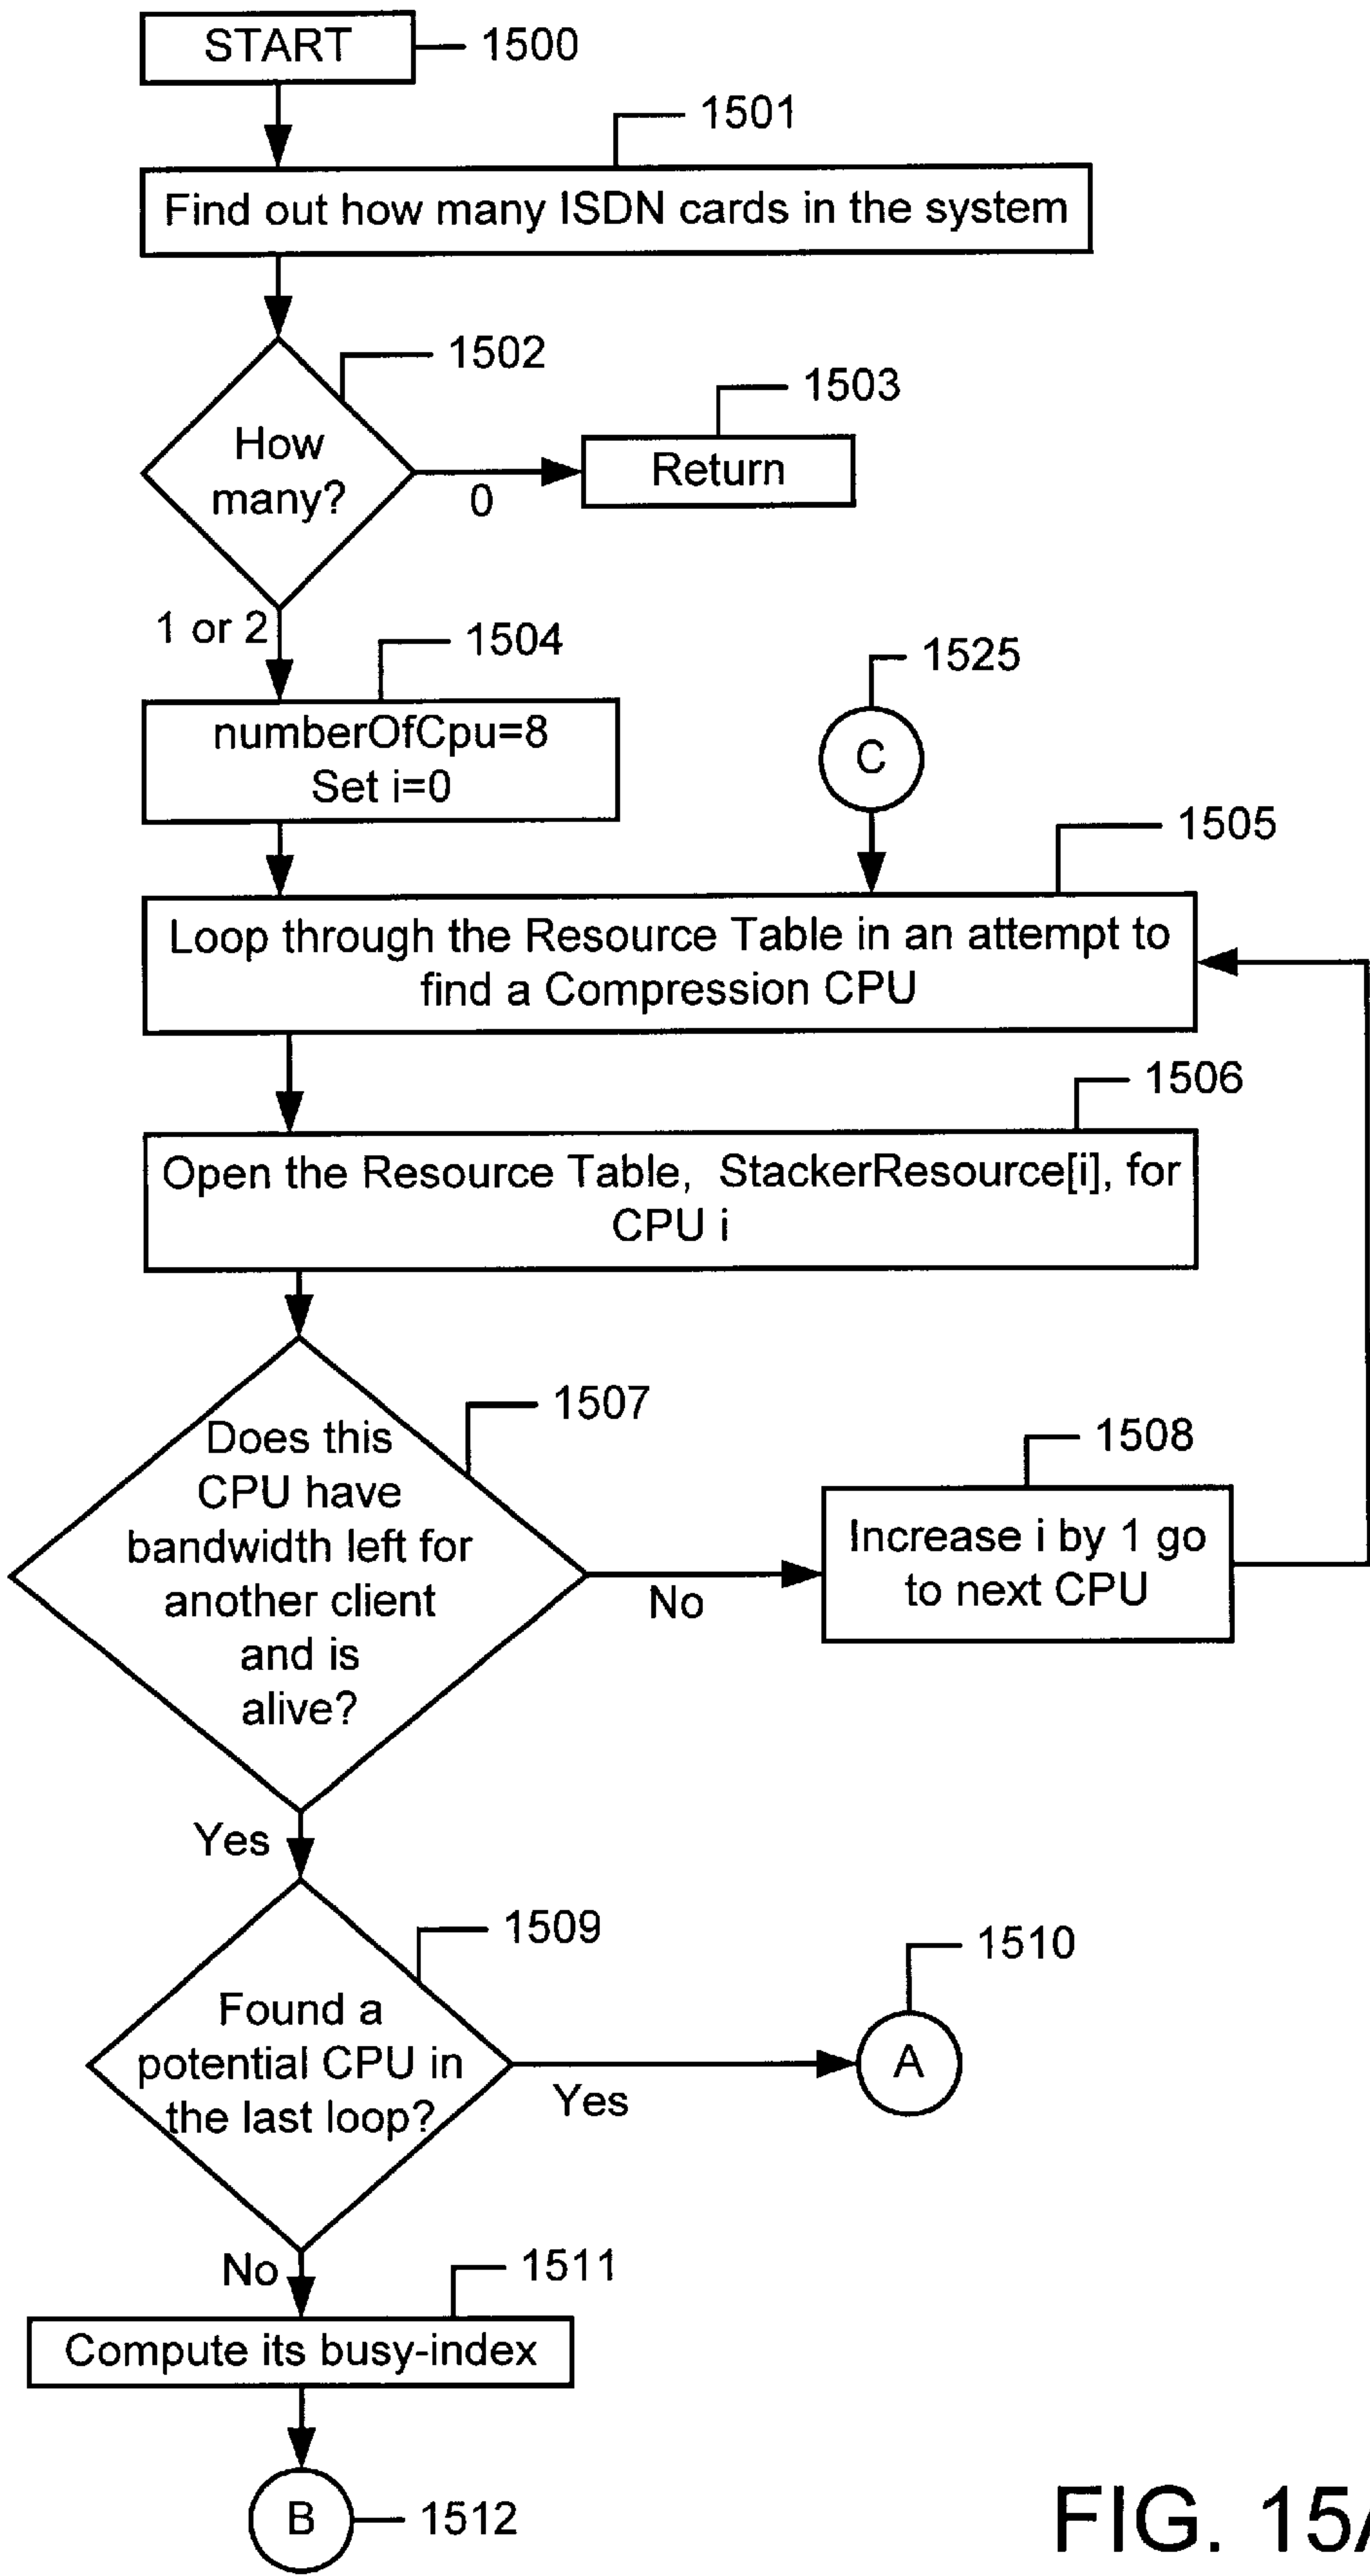 START
1500
1501
Find out how many ISDN cards in the system
1502
1503
How
many?
Return
0
1 or 2
1504
1525
numberOfCpu=8
Set i=0
C
1505
Loop through the Resource Table in an attempt to
find a Compression CPU
1506
Open the Resource Table, StackerResource[i], for
CPU i
1507
Does this
CPU have
bandwidth left for
another client
and is
alive?
1508
Increase i by 1 go
to next CPU
No
Yes
1509
1510
Found a
potential CPU in
the last loop?
A
Yes
No
1511
Compute its busy-index
B
1512
FIG. 15